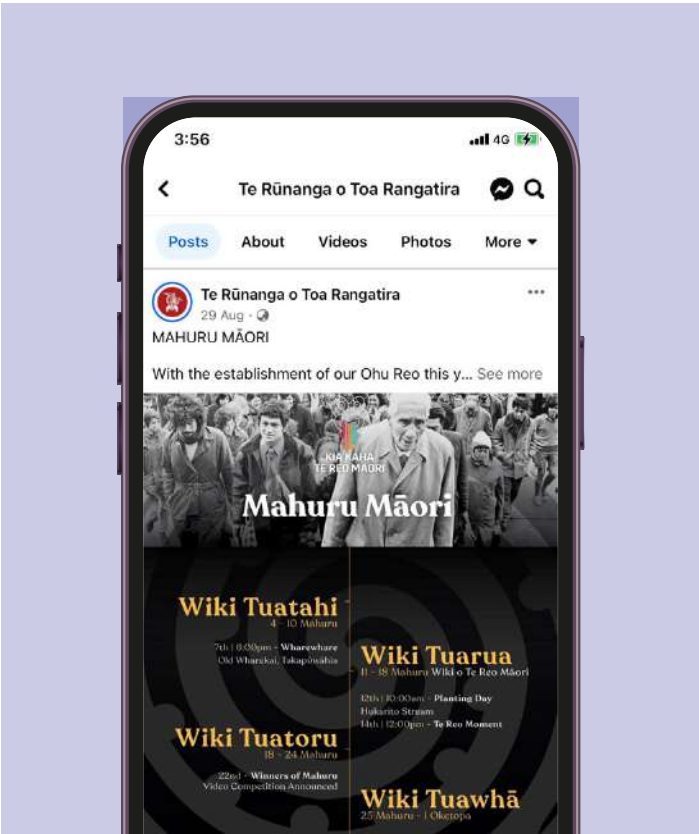 3:56
4G
Te Rūnanga o Toa Rangatira
Posts About Videos Photos More
Te Rūnanga o Toa Rangatira
29 Aug
MAHURU MĀORI
With the establishment of our Ohu Reo this y... See more
KIA KAHA
TE REO MĀORI
Mahuru Māori
Wiki Tuatahi
4 - 10 Mahuru
7th | 6:00pm - Wharewhare
Old Wharekai, Takapūwāhia
Wiki Tuarua
11 - 18 Mahuru Wiki o Te Reo Māori
12th | 10:00am - Planting Day
Hukarito Stream
14th | 12:00pm - Te Reo Moment
Wiki Tuatoru
18 - 24 Mahuru
22nd - Winners of Mahuru
Video Competition Announced
Wiki Tuawhā
25 Mahuru - 1 Oketopa